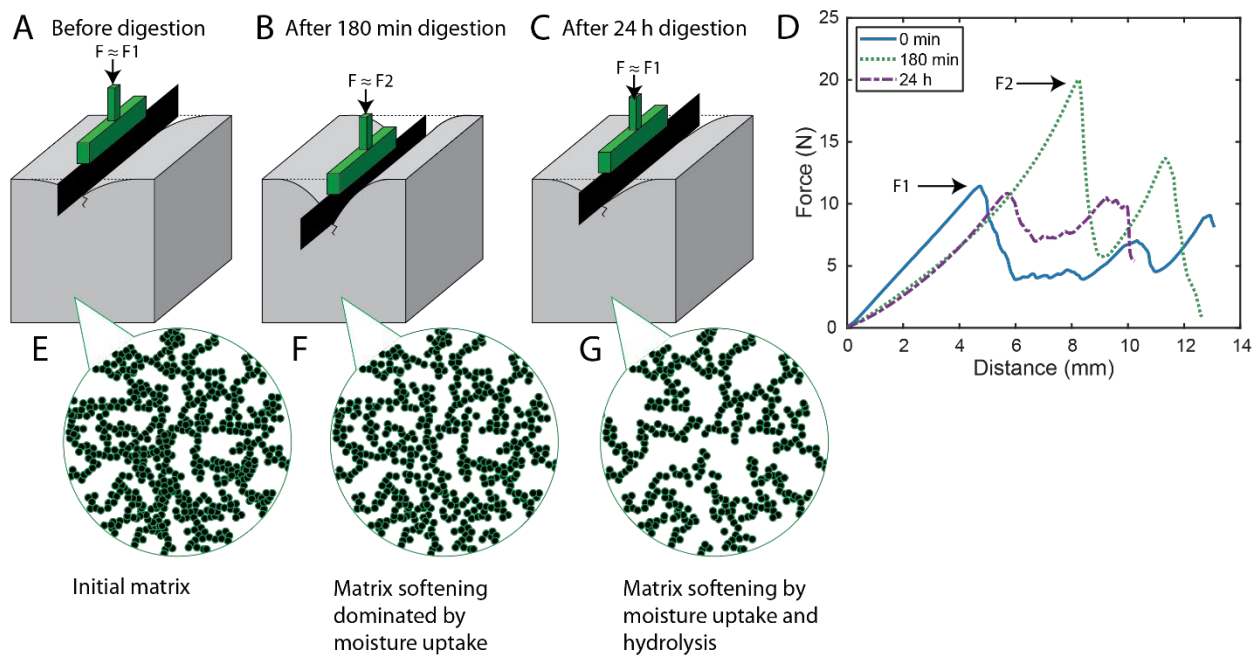 A Before digestion
F ≈ F1
B After 180 min digestion
F ≈ F2
C After 24 h digestion
F ≈ F1
D
25
20
15
10
5
0
Force (N)
0 min
180 min
24 h
F2
F1
0 2 4 6 8 10 12 14
Distance (mm)
E
F
G
Initial matrix
Matrix softening
dominated by
moisture uptake
Matrix softening by
moisture uptake and
hydrolysis